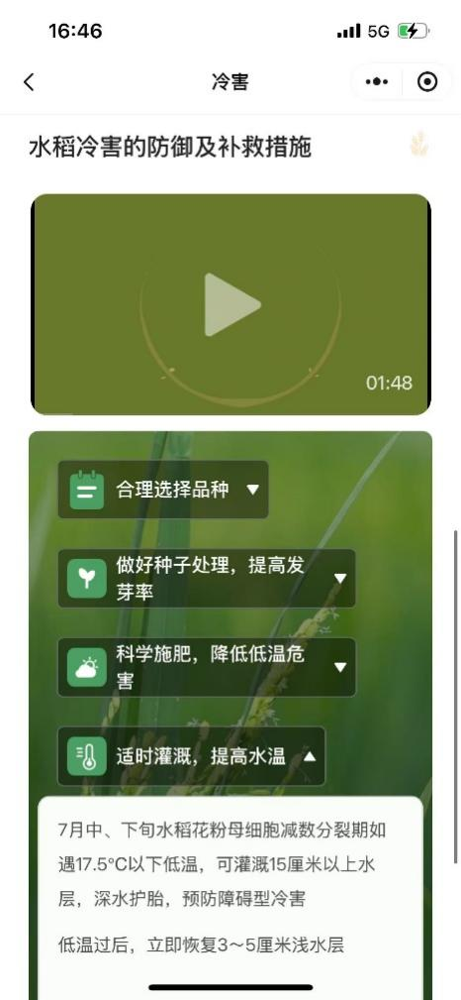 16:46
5G
冷害
水稻冷害的防御及补救措施
01:48
合理选择品种
做好种子处理，提高发
芽率
科学施肥，降低低温危
害
适时灌溉，提高水温
7月中、下旬水稻花粉母细胞减数分裂期如
遇17.5°C以下低温，可灌溉15厘米以上水
层，深水护胎，预防障碍型冷害
低温过后，立即恢复3～5厘米浅水层